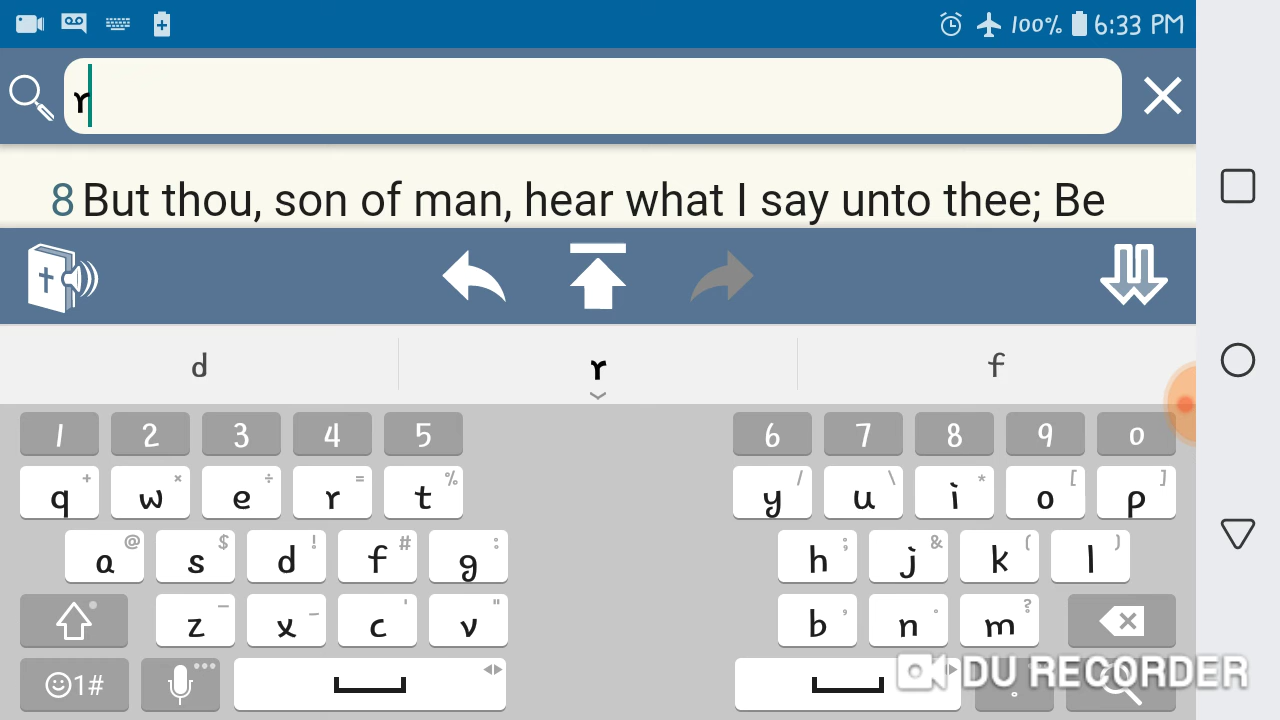 100% 6:33 PM
r
8 But thou, son of man, hear what I say unto thee; Be
d r f
1 2 3 4 5 6 7 8 9 0
q + w × e ÷ r = t % y / u \ i * o [ p ]
a @ s $ d ! f # g : h ; j & k ( l )
z – x _ c ' v " b , n . m ?
1# .
DU RECORDER